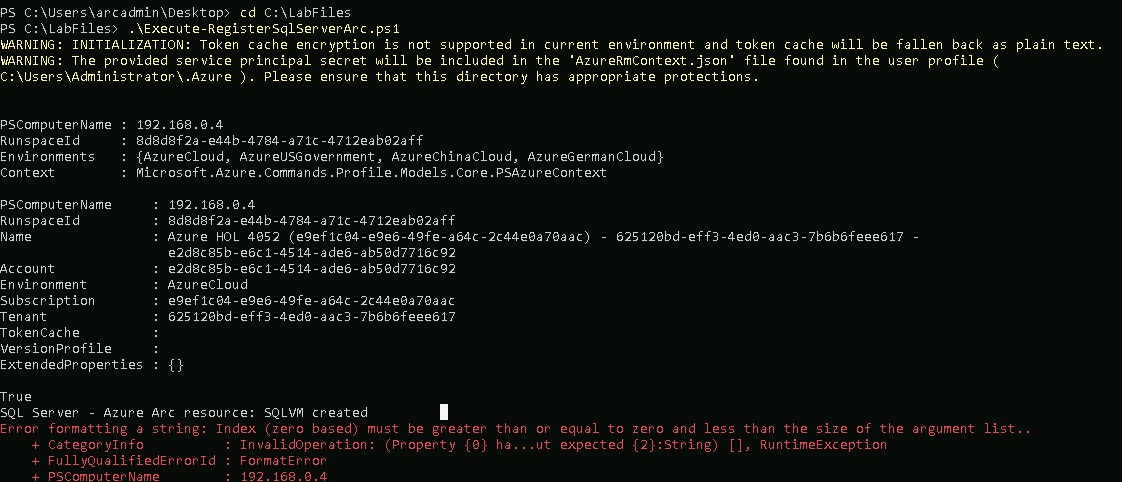 PS C:\Users\arcadmin\Desktop> cd C:\LabFiles
PS C:\LabFiles> .\Execute-RegisterSqlServerArc.ps1
WARNING: INITIALIZATION: Token cache encryption is not supported in current environment and token cache will be fallen back as plain text.
WARNING: The provided service principal secret will be included in the 'AzureRmContext.json' file found in the user profile (
C:\Users\Administrator\.Azure ). Please ensure that this directory has appropriate protections.
PSComputerName : 192.168.0.4
RunspaceId     : 8d8d8f2a-e44b-4784-a71c-4712eab02aff
Environments   : {AzureCloud, AzureUSGovernment, AzureChinaCloud, AzureGermanCloud}
Context        : Microsoft.Azure.Commands.Profile.Models.Core.PSAzureContext
PSComputerName     : 192.168.0.4
RunspaceId         : 8d8d8f2a-e44b-4784-a71c-4712eab02aff
Name               : Azure HOL 4052 (e9ef1c04-e9e6-49fe-a64c-2c44e0a70aac) - 625120bd-eff3-4ed0-aac3-7b6b6feee617 -
                     e2d8c85b-e6c1-4514-ade6-ab50d7716c92
Account            : e2d8c85b-e6c1-4514-ade6-ab50d7716c92
Environment        : AzureCloud
Subscription       : e9ef1c04-e9e6-49fe-a64c-2c44e0a70aac
Tenant             : 625120bd-eff3-4ed0-aac3-7b6b6feee617
TokenCache         :
VersionProfile     :
ExtendedProperties : {}
True
SQL Server - Azure Arc resource: SQLVM created
Error formatting a string: Index (zero based) must be greater than or equal to zero and less than the size of the argument list..
    + CategoryInfo          : InvalidOperation: (Property {0} ha...ut expected {2}:String) [], RuntimeException
    + FullyQualifiedErrorId : FormatError
    + PSComputerName        : 192.168.0.4